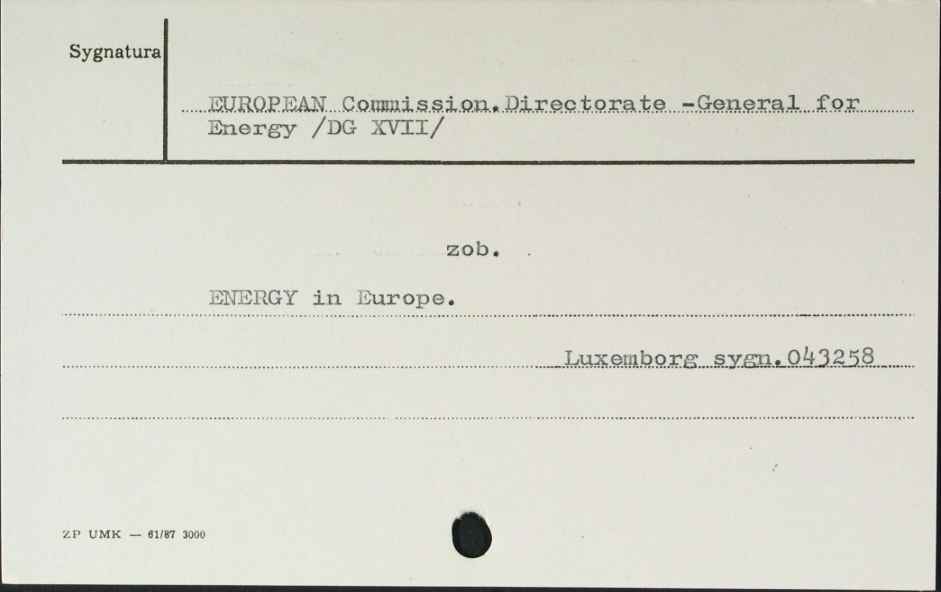 Sygnatura
EUROPEAN Commission.Directorate -General for
Energy /DG XVII/
zob.
ENERGY in Europe.
Luxemborg sygn.043258
ZP UMK — 61/87 3000